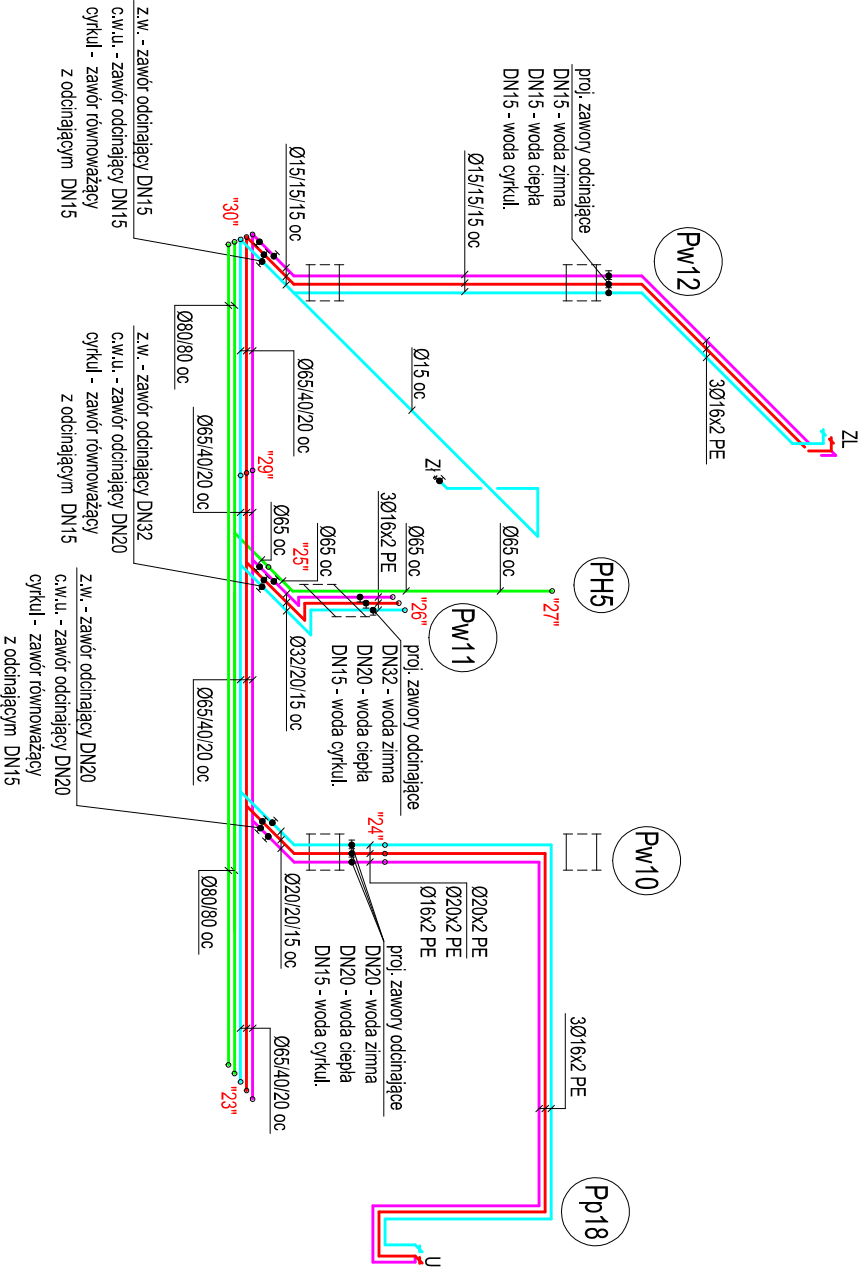 z.w. - zawór odcinający DN15
c.w.u. - zawór odcinający DN15
cyrkul - zawór równoważący
z odcinającym DN15
proj. zawory odcinające
DN15 - woda zimna
DN15 - woda ciepła
DN15 - woda cyrkul.
Pw12
3Ø16x2 PE
ZL
Ø15/15/15 oc
Ø15/15/15 oc
"30"
Ø80/80 oc
Ø65/40/20 oc
Ø15 oc
Zł
z.w. - zawór odcinający DN32
c.w.u. - zawór odcinający DN20
cyrkul - zawór równoważący
z odcinającym DN15
Ø65/40/20 oc
"29"
Ø65 oc
"25"
Ø65 oc
3Ø16x2 PE
Ø65 oc
Ø65 oc
"27"
PH5
"26"
Pw11
Ø32/20/15 oc
proj. zawory odcinające
DN32 - woda zimna
DN20 - woda ciepła
DN15 - woda cyrkul.
z.w. - zawór odcinający DN20
c.w.u. - zawór odcinający DN20
cyrkul - zawór równoważący
z odcinającym DN15
Ø65/40/20 oc
Ø80/80 oc
Ø20/20/15 oc
"24"
Pw10
Ø20x2 PE
Ø20x2 PE
Ø16x2 PE
proj. zawory odcinające
DN20 - woda zimna
DN20 - woda ciepła
DN15 - woda cyrkul.
3Ø16x2 PE
Ø65/40/20 oc
"23"
Pp18
U